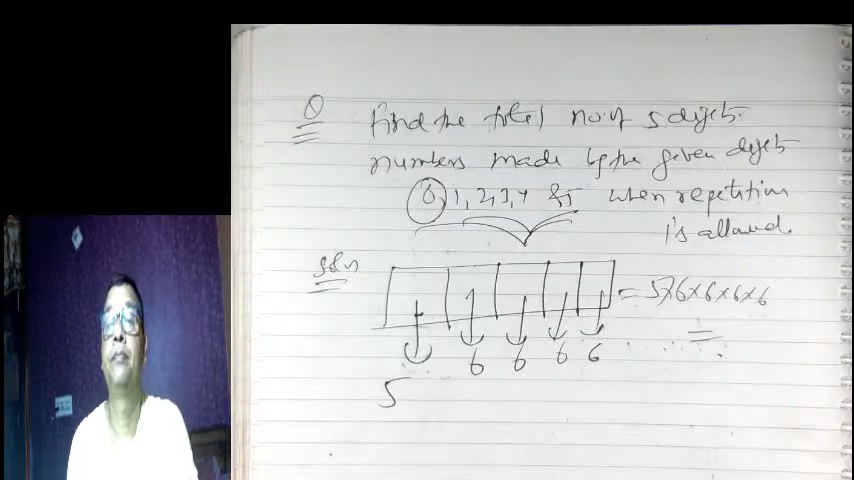 Q Find the total no of 5 digits
numbers made by the given digits
0, 1, 2, 3, 4 & 5 when repetition
is allowed.
Soln
= 5×6×6×6×6
=
6 6 6 6
5